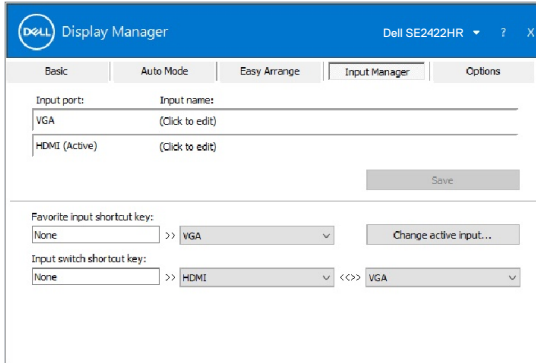 DELL Display Manager Dell SE2422HR ? X
Basic Auto Mode Easy Arrange Input Manager Options
Input port: Input name:
VGA (Click to edit)
HDMI (Active) (Click to edit)
Save
Favorite input shortcut key:
None >> VGA Change active input...
Input switch shortcut key:
None >> HDMI <<>> VGA